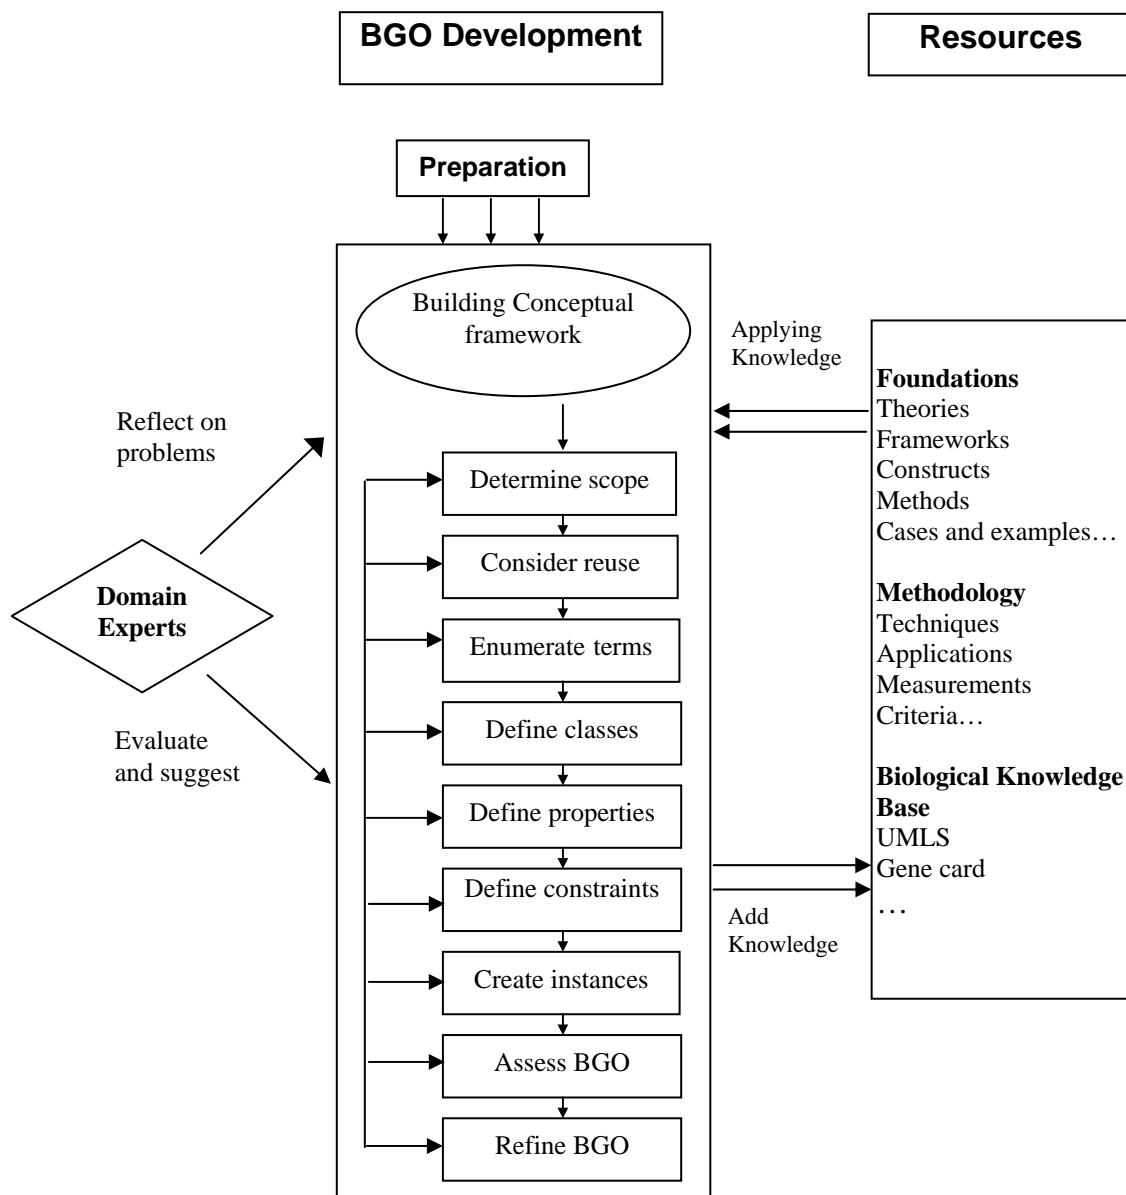 BGO Development
Resources
Preparation
Building Conceptual
framework
Applying
Knowledge
Reflect on
problems
Domain
Experts
Evaluate
and suggest
Determine scope
Consider reuse
Enumerate terms
Define classes
Define properties
Define constraints
Create instances
Assess BGO
Refine BGO
Foundations
Theories
Frameworks
Constructs
Methods
Cases and examples…
Methodology
Techniques
Applications
Measurements
Criteria…
Biological Knowledge
Base
UMLS
Gene card
…
Add
Knowledge